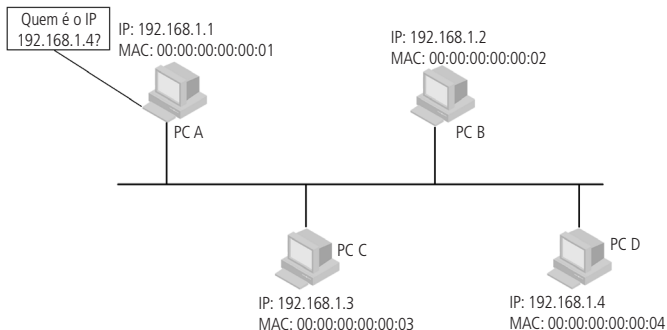 Quem é o IP
192.168.1.4?
IP: 192.168.1.1
MAC: 00:00:00:00:00:01
PC A
IP: 192.168.1.2
MAC: 00:00:00:00:00:02
PC B
PC C
IP: 192.168.1.3
MAC: 00:00:00:00:00:03
PC D
IP: 192.168.1.4
MAC: 00:00:00:00:00:04